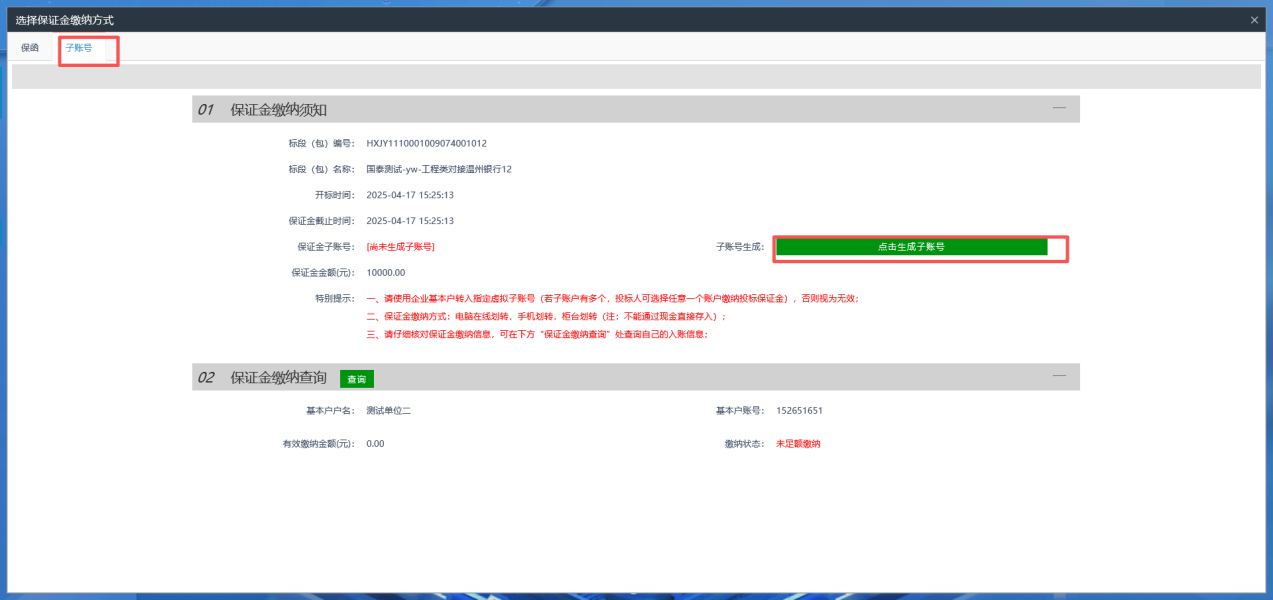 选择保证金缴纳方式
保函 子账号
01 保证金缴纳须知
标段（包）编号： HXJY1110001009074001012
标段（包）名称： 国泰测试-yw-工程类对接温州银行12
开标时间： 2025-04-17 15:25:13
保证金截止时间： 2025-04-17 15:25:13
保证金子账号： [尚未生成子账号] 子账号生成： 点击生成子账号
保证金金额(元)： 10000.00
特别提示： 一、请使用企业基本户转入指定虚拟子账号（若子账户有多个，投标人可选择任意一个账户缴纳投标保证金），否则视为无效；
二、保证金缴纳方式：电脑在线划转、手机划转，柜台划转（注：不能通过现金直接存入）；
三、请仔细核对保证金缴纳信息，可在下方“保证金缴纳查询”处查询自己的入账信息；
02 保证金缴纳查询 查询
基本户户名： 测试单位二 基本户账号： 152651651
有效缴纳金额(元)： 0.00 缴纳状态： 未足额缴纳